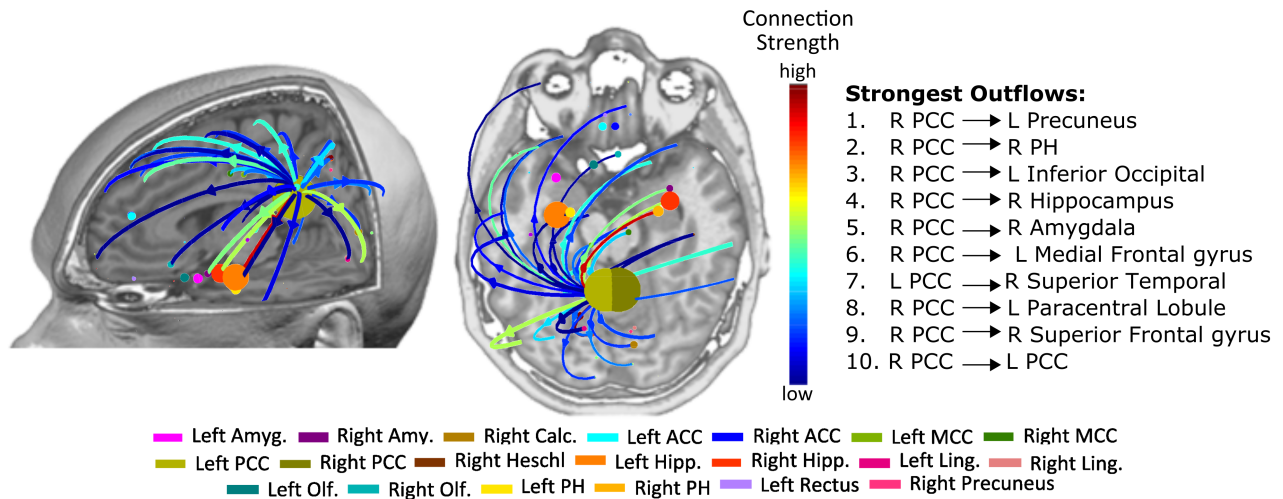 Connection
Strength
high
low
Strongest Outflows:
1. R PCC → L Precuneus
2. R PCC → R PH
3. R PCC → L Inferior Occipital
4. R PCC → R Hippocampus
5. R PCC → R Amygdala
6. R PCC → L Medial Frontal gyrus
7. L PCC → R Superior Temporal
8. R PCC → L Paracentral Lobule
9. R PCC → R Superior Frontal gyrus
10. R PCC → L PCC
Left Amyg. Right Amy. Right Calc. Left ACC Right ACC Left MCC Right MCC
Left PCC Right PCC Right Heschl Left Hipp. Right Hipp. Left Ling. Right Ling.
Left Olf. Right Olf. Left PH Right PH Left Rectus Right Precuneus